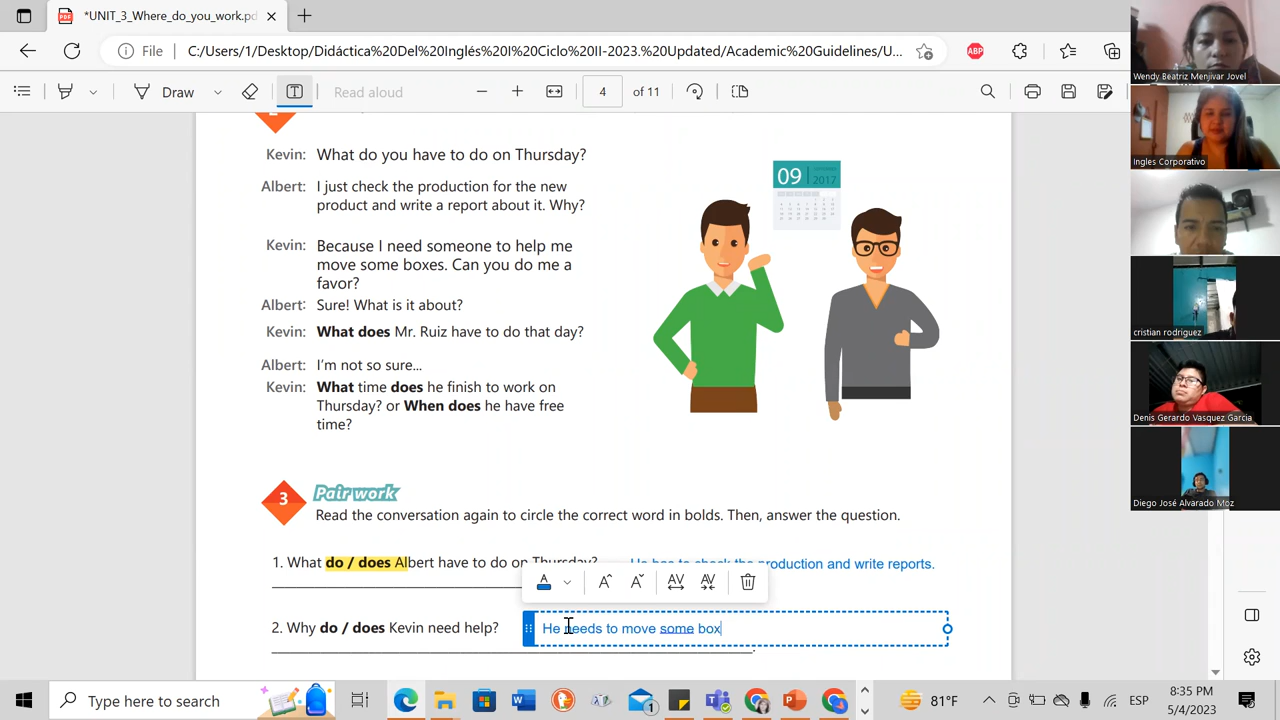 *UNIT_3_Where_do_you_work.pd
File
C:/Users/1/Desktop/Didáctica%20Del%20Inglés%20I%20Ciclo%20II-2023.%20Updated/Academic%20Guidelines/U...
ABP
Draw
Read aloud
4
of 11
Kevin: What do you have to do on Thursday?
Albert: I just check the production for the new
product and write a report about it. Why?
Kevin: Because I need someone to help me
move some boxes. Can you do me a
favor?
Albert: Sure! What is it about?
Kevin: What does Mr. Ruiz have to do that day?
Albert: I'm not so sure...
Kevin: What time does he finish to work on
Thursday? or When does he have free
time?
09
2017
3
Pair work
Read the conversation again to circle the correct word in bolds. Then, answer the question.
1. What do / does Albert have to do on Thursday?
He has to check the production and write reports.
2. Why do / does Kevin need help?
He needs to move some box
Wendy Beatriz Menjivar Jovel
Ingles Corporativo
cristian rodriguez
Denis Gerardo Vasquez Garcia
Diego José Alvarado Moz
Type here to search
81°F
ESP
8:35 PM
5/4/2023